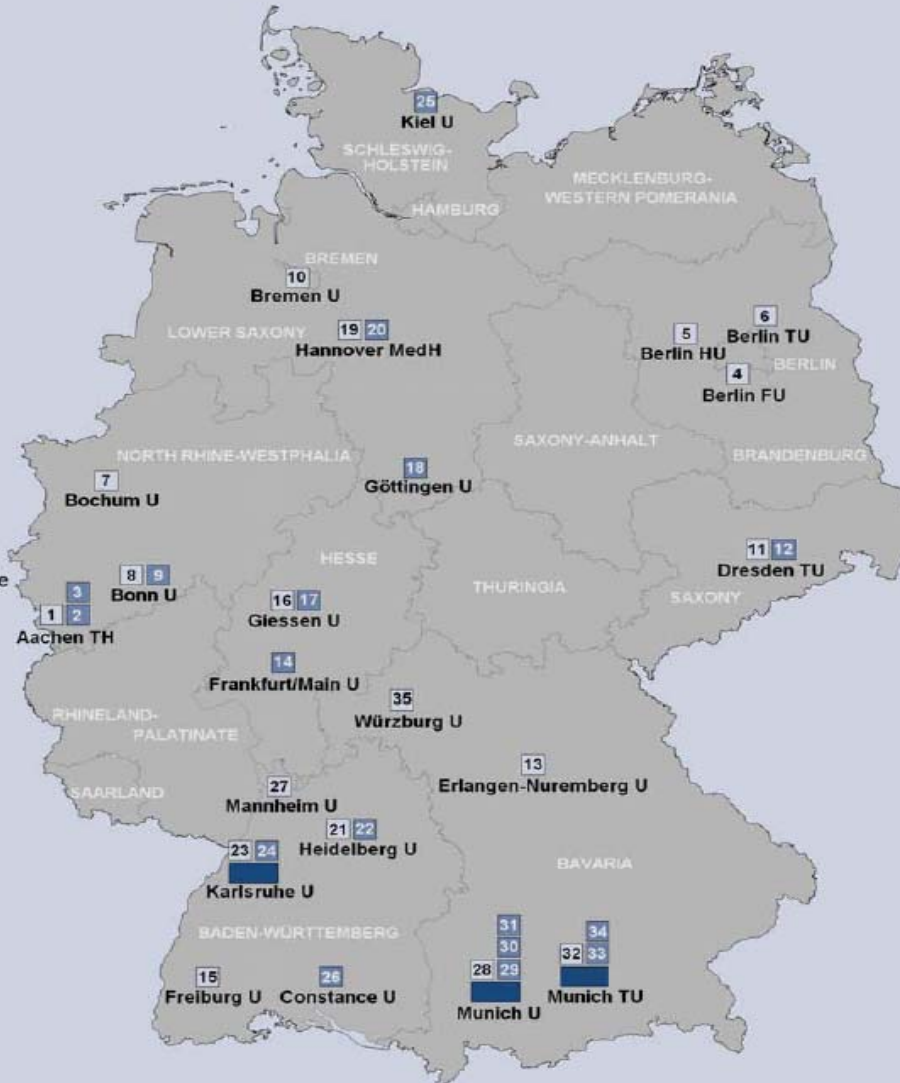 25
Kiel U
SCHLESWIG-
HOLSTEIN
MECKLENBURG-
WESTERN POMERANIA
HAMBURG
BREMEN
10
Bremen U
LOWER SAXONY
19 20
Hannover MedH
5
Berlin HU
6
Berlin TU
BERLIN
4
Berlin FU
NORTH RHINE-WESTPHALIA
SAXONY-ANHALT
BRANDENBURG
7
Bochum U
18
Göttingen U
HESSE
11 12
Dresden TU
THURINGIA
SAXONY
e
8 9
Bonn U
3
1 2
Aachen TH
16 17
Giessen U
14
Frankfurt/Main U
35
Würzburg U
RHINELAND-
PALATINATE
13
Erlangen-Nuremberg U
SAARLAND
27
Mannheim U
21 22
Heidelberg U
23 24
Karlsruhe U
BAVARIA
BADEN-WÜRTTEMBERG
31
30
28 29
Munich U
34
32 33
Munich TU
15
Freiburg U
26
Constance U